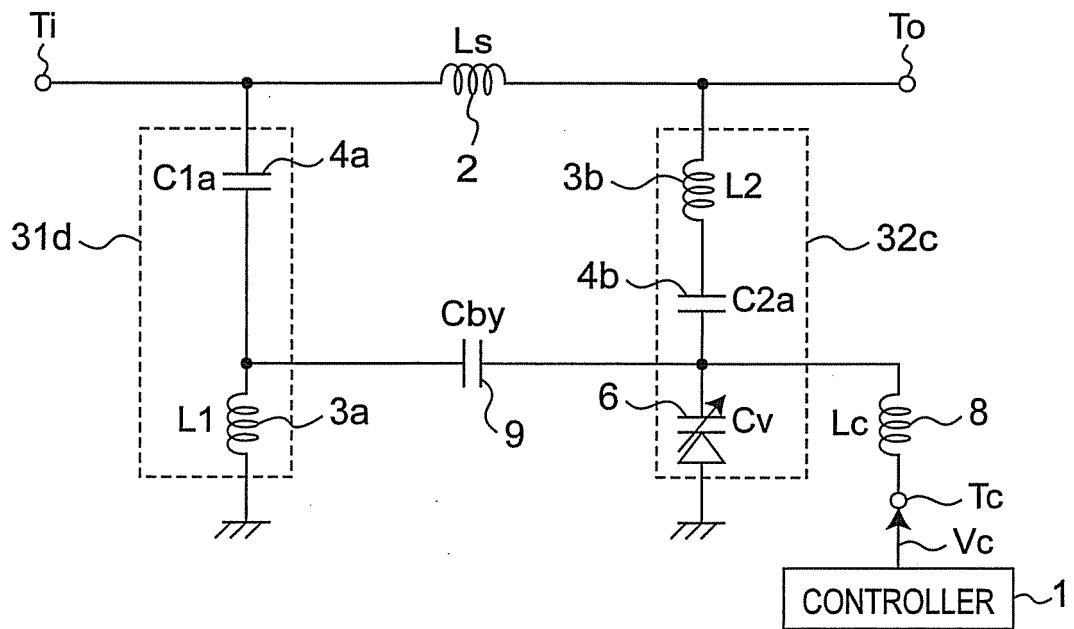 Ti
Ls
To
2
C1a
4a
3b
L2
31d
32c
4b
C2a
Cby
9
6
Cv
L1
3a
Lc
8
Tc
Vc
CONTROLLER
1